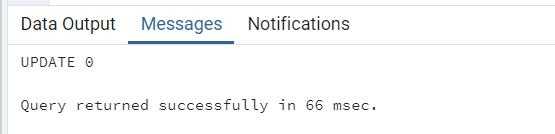 Data Output Messages Notifications
UPDATE 0
Query returned successfully in 66 msec.